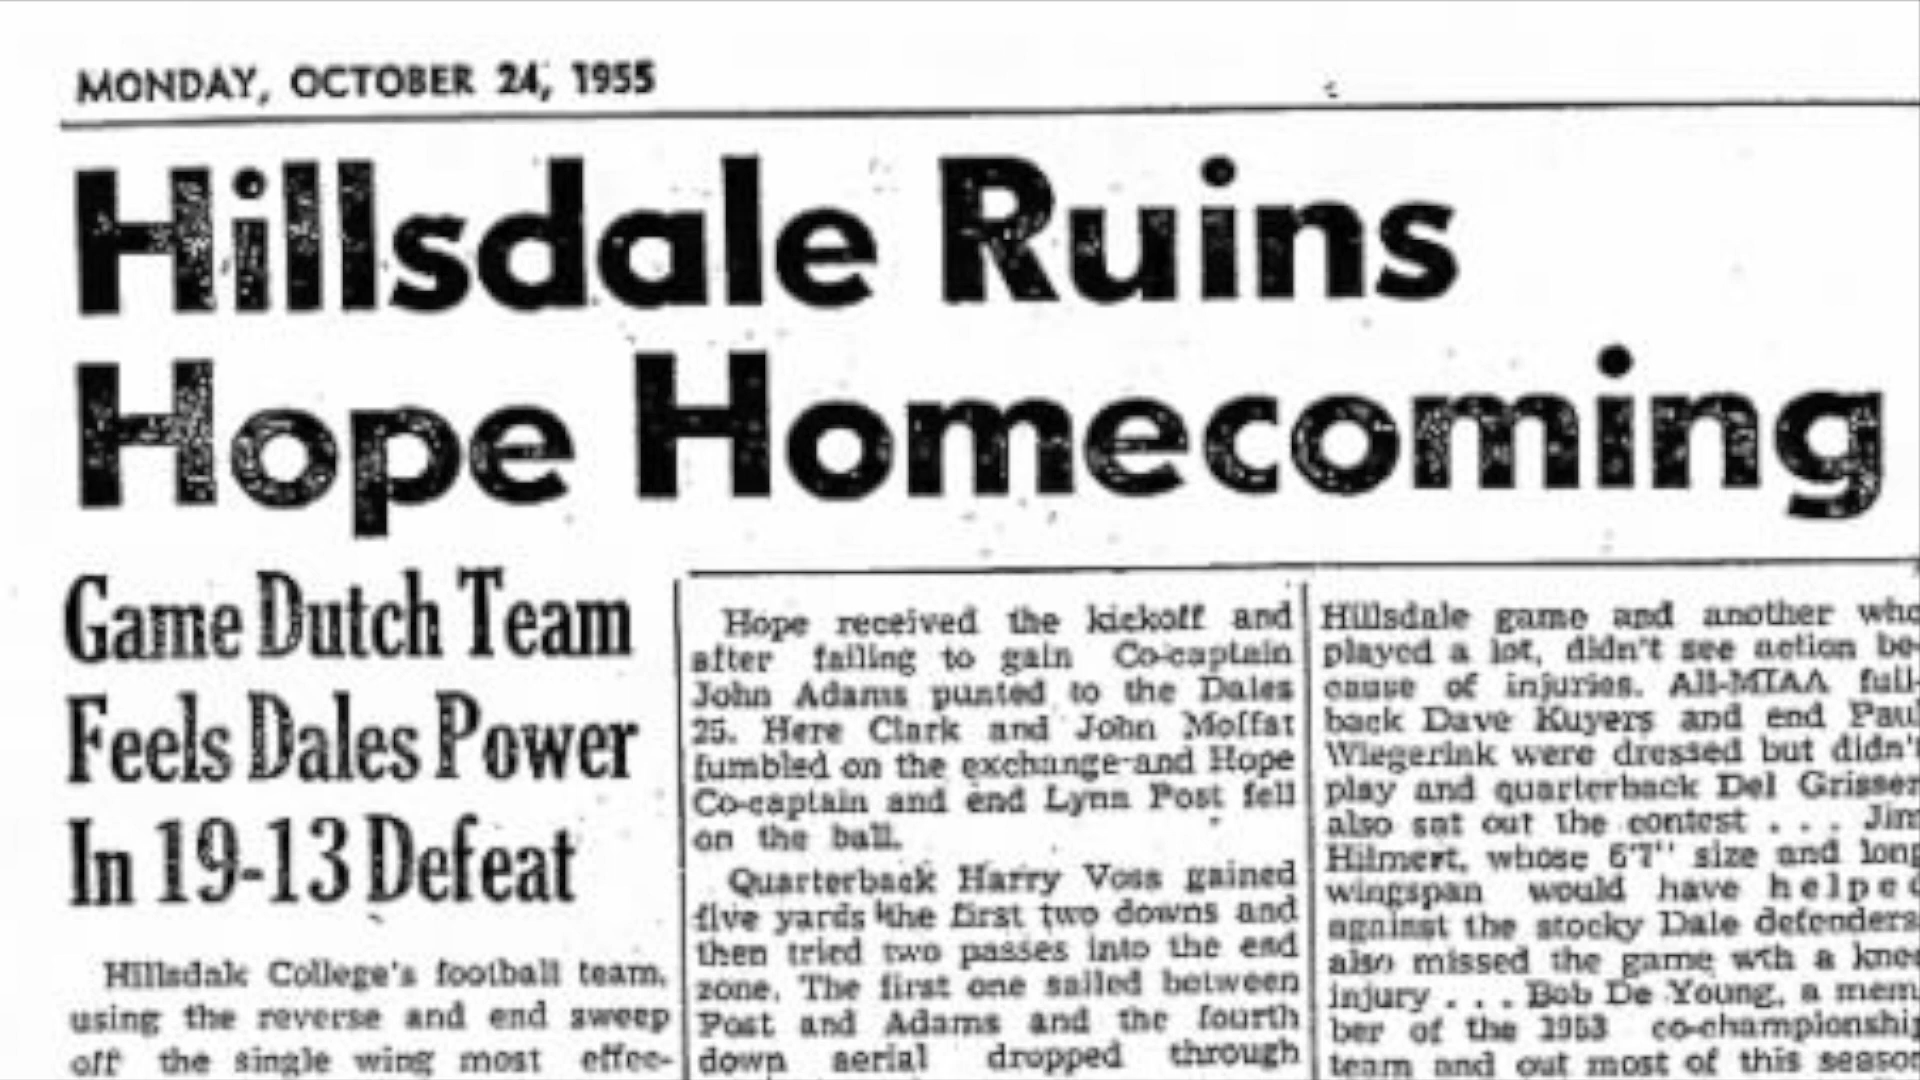 MONDAY, OCTOBER 24, 1955
Hillsdale Ruins
Hope Homecoming
Game Dutch Team
Feels Dales Power
In 19-13 Defeat
Hillsdale College's football team,
using the reverse and end sweep
off the single wing most effec-
Hope received the kickoff and
after failing to gain Co-captain
John Adams punted to the Dales
25. Here Clark and John Moffat
fumbled on the exchange and Hope
Co-captain and end Lynn Post fell
on the ball.
Quarterback Harry Voss gained
five yards the first two downs and
then tried two passes into the end
zone. The first one sailed between
Post and Adams and the fourth
down aerial dropped through
Hillsdale game and another who
played a lot, didn't see action be-
cause of injuries. All-MIAA full-
back Dave Kuyers and end Paul
Wiegerink were dressed but didn't
play and quarterback Del Grissen
also sat out the contest . . . Jim
Hilmert, whose 6'7" size and long
wingspan would have helped
against the stocky Dale defenders
also missed the game wth a knee
injury . . . Bob De Young, a mem-
ber of the 1953 co-championship
team and out most of this season